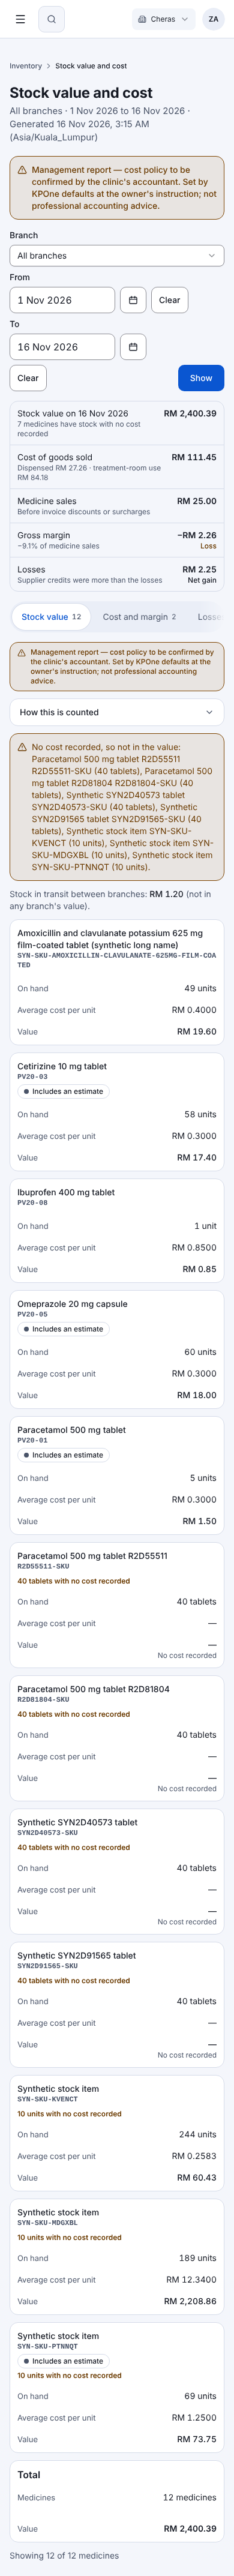 Cheras
ZA
Inventory > Stock value and cost
Stock value and cost
All branches · 1 Nov 2026 to 16 Nov 2026 ·
Generated 16 Nov 2026, 3:15 AM
(Asia/Kuala_Lumpur)
Management report — cost policy to be
confirmed by the clinic's accountant. Set by
KPOne defaults at the owner's instruction; not
professional accounting advice.
Branch
All branches
From
1 Nov 2026
Clear
To
16 Nov 2026
Clear
Show
Stock value on 16 Nov 2026
RM 2,400.39
7 medicines have stock with no cost
recorded
Cost of goods sold
RM 111.45
Dispensed RM 27.26 · treatment-room use
RM 84.18
Medicine sales
RM 25.00
Before invoice discounts or surcharges
Gross margin
−RM 2.26
−9.1% of medicine sales
Loss
Losses
RM 2.25
Supplier credits were more than the losses
Net gain
Stock value 12
Cost and margin 2
Losse
Management report — cost policy to be confirmed by
the clinic's accountant. Set by KPOne defaults at the
owner's instruction; not professional accounting
advice.
How this is counted
No cost recorded, so not in the value:
Paracetamol 500 mg tablet R2D55511
R2D55511-SKU (40 tablets), Paracetamol 500
mg tablet R2D81804 R2D81804-SKU (40
tablets), Synthetic SYN2D40573 tablet
SYN2D40573-SKU (40 tablets), Synthetic
SYN2D91565 tablet SYN2D91565-SKU (40
tablets), Synthetic stock item SYN-SKU-
KVENCT (10 units), Synthetic stock item SYN-
SKU-MDGXBL (10 units), Synthetic stock item
SYN-SKU-PTNNQT (10 units).
Stock in transit between branches: RM 1.20 (not in
any branch's value).
Amoxicillin and clavulanate potassium 625 mg
film-coated tablet (synthetic long name)
SYN-SKU-AMOXICILLIN-CLAVULANATE-625MG-FILM-COA
TED
On hand
49 units
Average cost per unit
RM 0.4000
Value
RM 19.60
Cetirizine 10 mg tablet
PV20-03
Includes an estimate
On hand
58 units
Average cost per unit
RM 0.3000
Value
RM 17.40
Ibuprofen 400 mg tablet
PV20-08
On hand
1 unit
Average cost per unit
RM 0.8500
Value
RM 0.85
Omeprazole 20 mg capsule
PV20-05
Includes an estimate
On hand
60 units
Average cost per unit
RM 0.3000
Value
RM 18.00
Paracetamol 500 mg tablet
PV20-01
Includes an estimate
On hand
5 units
Average cost per unit
RM 0.3000
Value
RM 1.50
Paracetamol 500 mg tablet R2D55511
R2D55511-SKU
40 tablets with no cost recorded
On hand
40 tablets
Average cost per unit
—
Value
—
No cost recorded
Paracetamol 500 mg tablet R2D81804
R2D81804-SKU
40 tablets with no cost recorded
On hand
40 tablets
Average cost per unit
—
Value
—
No cost recorded
Synthetic SYN2D40573 tablet
SYN2D40573-SKU
40 tablets with no cost recorded
On hand
40 tablets
Average cost per unit
—
Value
—
No cost recorded
Synthetic SYN2D91565 tablet
SYN2D91565-SKU
40 tablets with no cost recorded
On hand
40 tablets
Average cost per unit
—
Value
—
No cost recorded
Synthetic stock item
SYN-SKU-KVENCT
10 units with no cost recorded
On hand
244 units
Average cost per unit
RM 0.2583
Value
RM 60.43
Synthetic stock item
SYN-SKU-MDGXBL
10 units with no cost recorded
On hand
189 units
Average cost per unit
RM 12.3400
Value
RM 2,208.86
Synthetic stock item
SYN-SKU-PTNNQT
Includes an estimate
10 units with no cost recorded
On hand
69 units
Average cost per unit
RM 1.2500
Value
RM 73.75
Total
Medicines
12 medicines
Value
RM 2,400.39
Showing 12 of 12 medicines